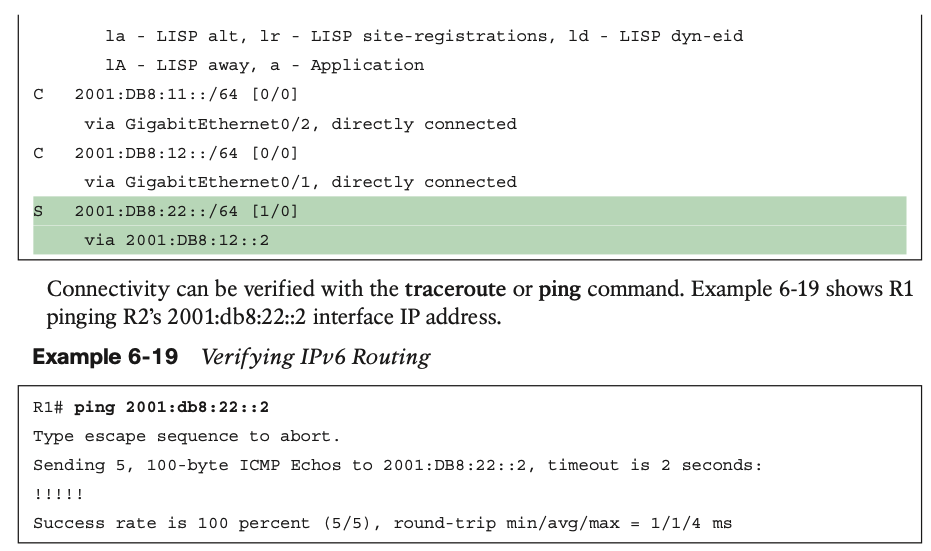 la - LISP alt, lr - LISP site-registrations, ld - LISP dyn-eid
lA - LISP away, a - Application
C 2001:DB8:11::/64 [0/0]
via GigabitEthernet0/2, directly connected
C 2001:DB8:12::/64 [0/0]
via GigabitEthernet0/1, directly connected
S 2001:DB8:22::/64 [1/0]
via 2001:DB8:12::2
Connectivity can be verified with the traceroute or ping command. Example 6-19 shows R1
pinging R2's 2001:db8:22::2 interface IP address.
Example 6-19 Verifying IPv6 Routing
R1# ping 2001:db8:22::2
Type escape sequence to abort.
Sending 5, 100-byte ICMP Echos to 2001:DB8:22::2, timeout is 2 seconds:
!!!!!
Success rate is 100 percent (5/5), round-trip min/avg/max = 1/1/4 ms